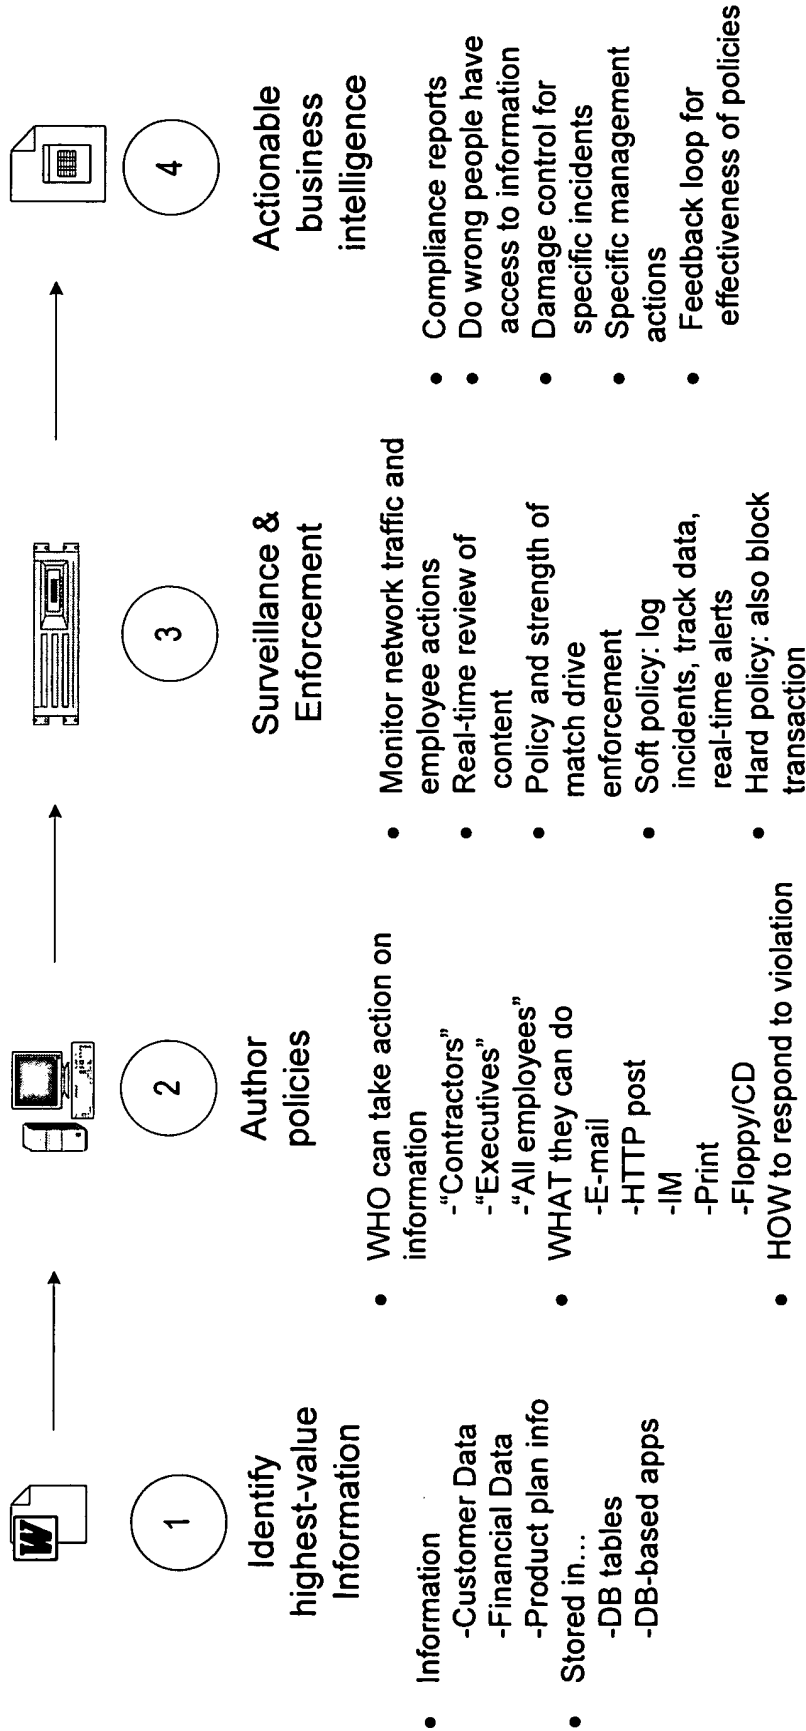 1
Identify
highest-value
Information
• Information
-Customer Data
-Financial Data
-Product plan info
• Stored in…
-DB tables
-DB-based apps
2
Author
policies
• WHO can take action on
information
-“Contractors”
-“Executives”
-“All employees”
• WHAT they can do
-E-mail
-HTTP post
-IM
-Print
-Floppy/CD
• HOW to respond to violation
3
Surveillance &
Enforcement
• Monitor network traffic and
employee actions
• Real-time review of
content
• Policy and strength of
match drive
enforcement
• Soft policy: log
incidents, track data,
real-time alerts
• Hard policy: also block
transaction
4
Actionable
business
intelligence
• Compliance reports
• Do wrong people have
access to information
• Damage control for
specific incidents
• Specific management
actions
• Feedback loop for
effectiveness of policies
W